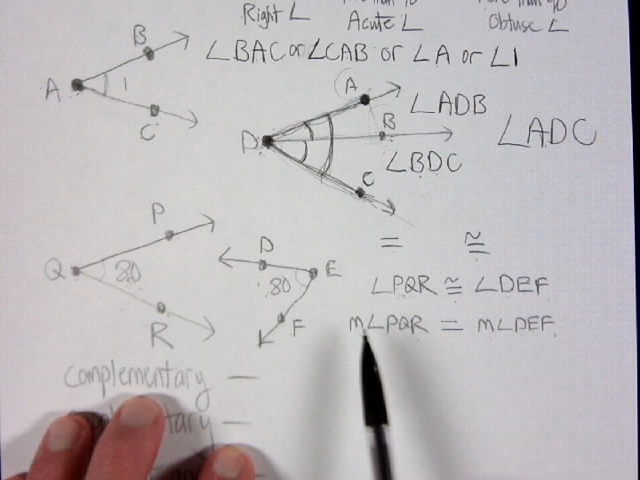 Right ∠ Acute ∠ Obtuse ∠
B
∠BAC or ∠CAB or ∠A or ∠1
A 1
C
A
∠ADB
B
∠ADC
D
∠BDC
C
P
= ≅
D
Q 80
E
80
∠PQR ≅ ∠DEF
R
F
m∠PQR = m∠DEF
complementary —